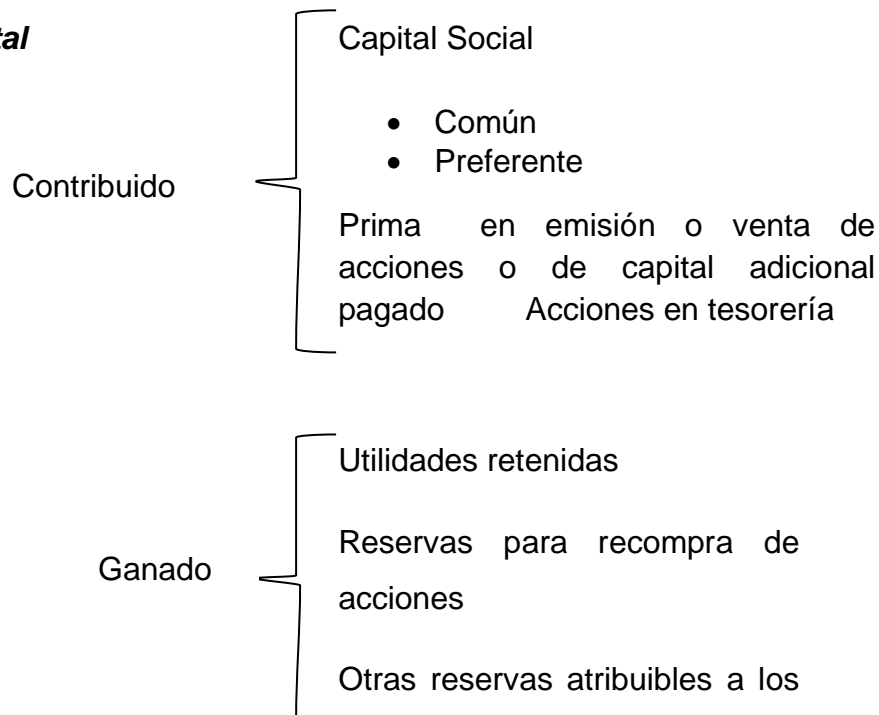 tal
Capital Social
• Común
• Preferente
Contribuido
Prima en emisión o venta de
acciones o de capital adicional
pagado Acciones en tesorería
Utilidades retenidas
Reservas para recompra de
acciones
Ganado
Otras reservas atribuibles a los